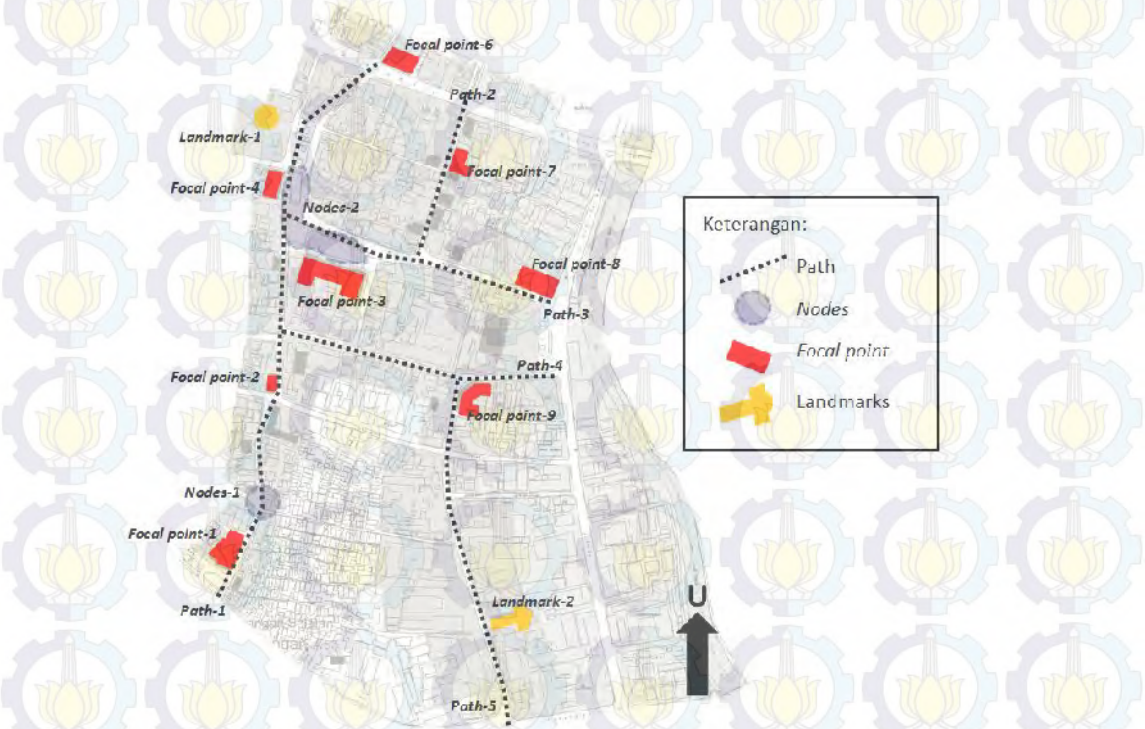 Focal point-6
Path-2
Landmark-1
Focal point-7
Focal point-4
Nodes-2
Focal point-8
Focal point-3
Path-3
Path-4
Focal point-2
Focal point-9
Nodes-1
Focal point-1
Landmark-2
Path-1
Path-5
Keterangan:
Path
Nodes
Focal point
Landmarks
U